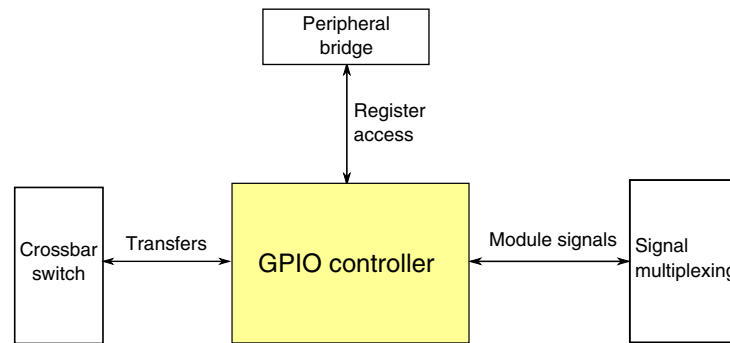 Peripheral
bridge
Register
access
Crossbar
switch
Transfers
GPIO controller
Module signals
Signal
multiplexing